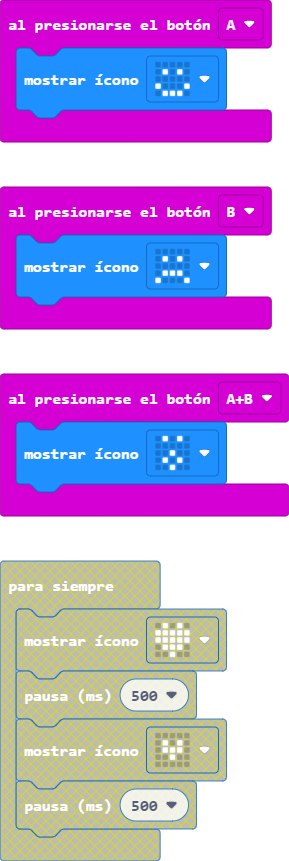 al presionarse el botón A
mostrar ícono
al presionarse el botón B
mostrar ícono
al presionarse el botón A+B
mostrar ícono
para siempre
mostrar ícono
pausa (ms) 500
mostrar ícono
pausa (ms) 500